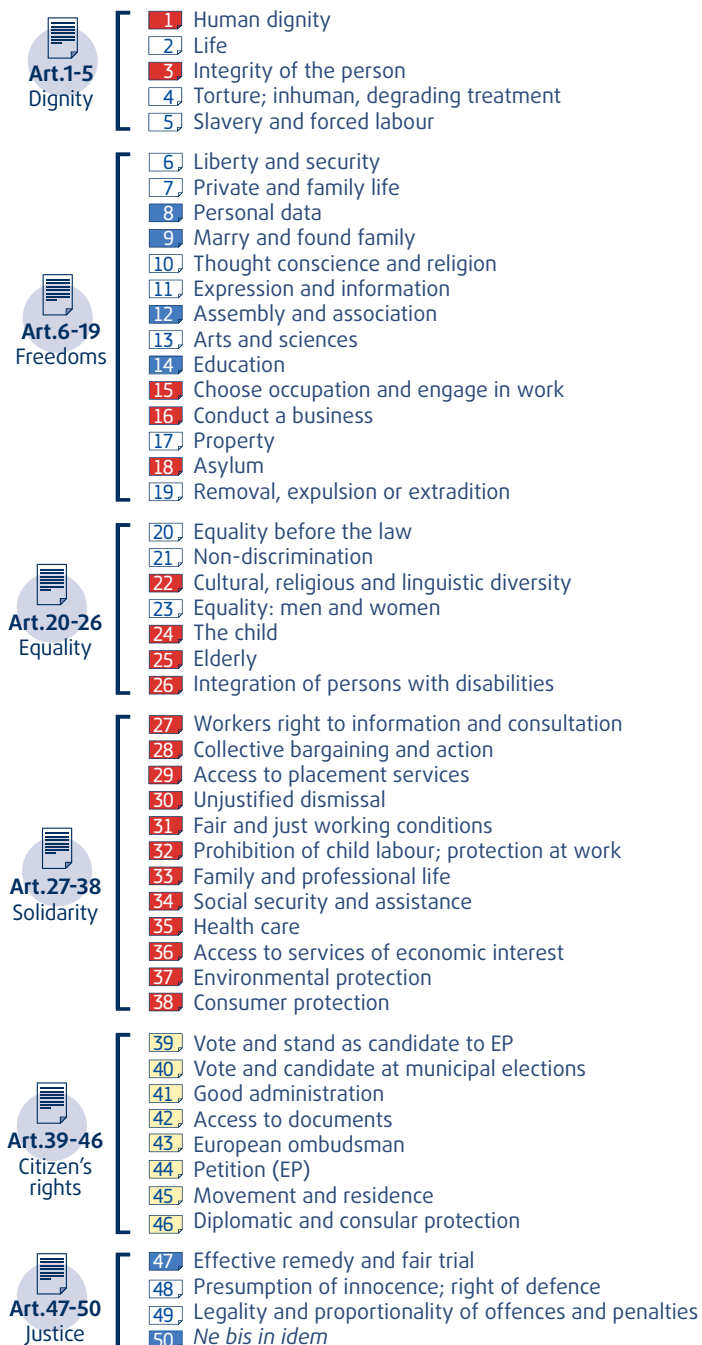 Art.1-5
Dignity
1 Human dignity
2 Life
3 Integrity of the person
4 Torture; inhuman, degrading treatment
5 Slavery and forced labour
Art.6-19
Freedoms
6 Liberty and security
7 Private and family life
8 Personal data
9 Marry and found family
10 Thought conscience and religion
11 Expression and information
12 Assembly and association
13 Arts and sciences
14 Education
15 Choose occupation and engage in work
16 Conduct a business
17 Property
18 Asylum
19 Removal, expulsion or extradition
Art.20-26
Equality
20 Equality before the law
21 Non-discrimination
22 Cultural, religious and linguistic diversity
23 Equality: men and women
24 The child
25 Elderly
26 Integration of persons with disabilities
Art.27-38
Solidarity
27 Workers right to information and consultation
28 Collective bargaining and action
29 Access to placement services
30 Unjustified dismissal
31 Fair and just working conditions
32 Prohibition of child labour; protection at work
33 Family and professional life
34 Social security and assistance
35 Health care
36 Access to services of economic interest
37 Environmental protection
38 Consumer protection
Art.39-46
Citizen's
rights
39 Vote and stand as candidate to EP
40 Vote and candidate at municipal elections
41 Good administration
42 Access to documents
43 European ombudsman
44 Petition (EP)
45 Movement and residence
46 Diplomatic and consular protection
Art.47-50
Justice
47 Effective remedy and fair trial
48 Presumption of innocence; right of defence
49 Legality and proportionality of offences and penalties
50 Ne bis in idem